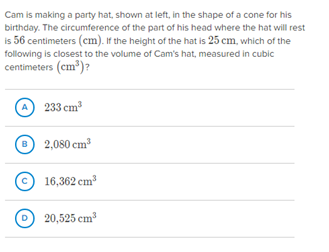 Cam is making a party hat, shown at left, in the shape of a cone for his
birthday. The circumference of the part of his head where the hat will rest
is 56 centimeters (cm). If the height of the hat is 25 cm, which of the
following is closest to the volume of Cam's hat, measured in cubic
centimeters (cm³)?
A 233 cm³
B 2,080 cm³
C 16,362 cm³
D 20,525 cm³